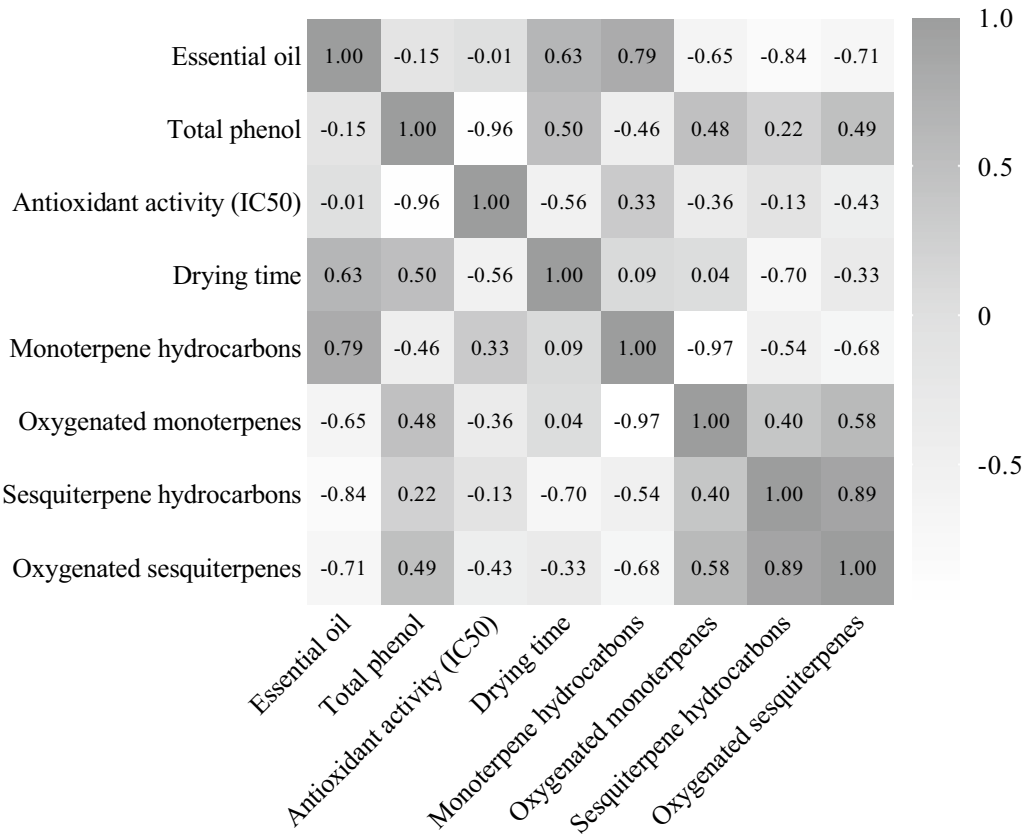 Essential oil 1.00 -0.15 -0.01 0.63 0.79 -0.65 -0.84 -0.71
Total phenol -0.15 1.00 -0.96 0.50 -0.46 0.48 0.22 0.49
Antioxidant activity (IC50) -0.01 -0.96 1.00 -0.56 0.33 -0.36 -0.13 -0.43
Drying time 0.63 0.50 -0.56 1.00 0.09 0.04 -0.70 -0.33
Monoterpene hydrocarbons 0.79 -0.46 0.33 0.09 1.00 -0.97 -0.54 -0.68
Oxygenated monoterpenes -0.65 0.48 -0.36 0.04 -0.97 1.00 0.40 0.58
Sesquiterpene hydrocarbons -0.84 0.22 -0.13 -0.70 -0.54 0.40 1.00 0.89
Oxygenated sesquiterpenes -0.71 0.49 -0.43 -0.33 -0.68 0.58 0.89 1.00
Essential oil
Total phenol
Antioxidant activity (IC50)
Drying time
Monoterpene hydrocarbons
Oxygenated monoterpenes
Sesquiterpene hydrocarbons
Oxygenated sesquiterpenes
1.0
0.5
0
-0.5